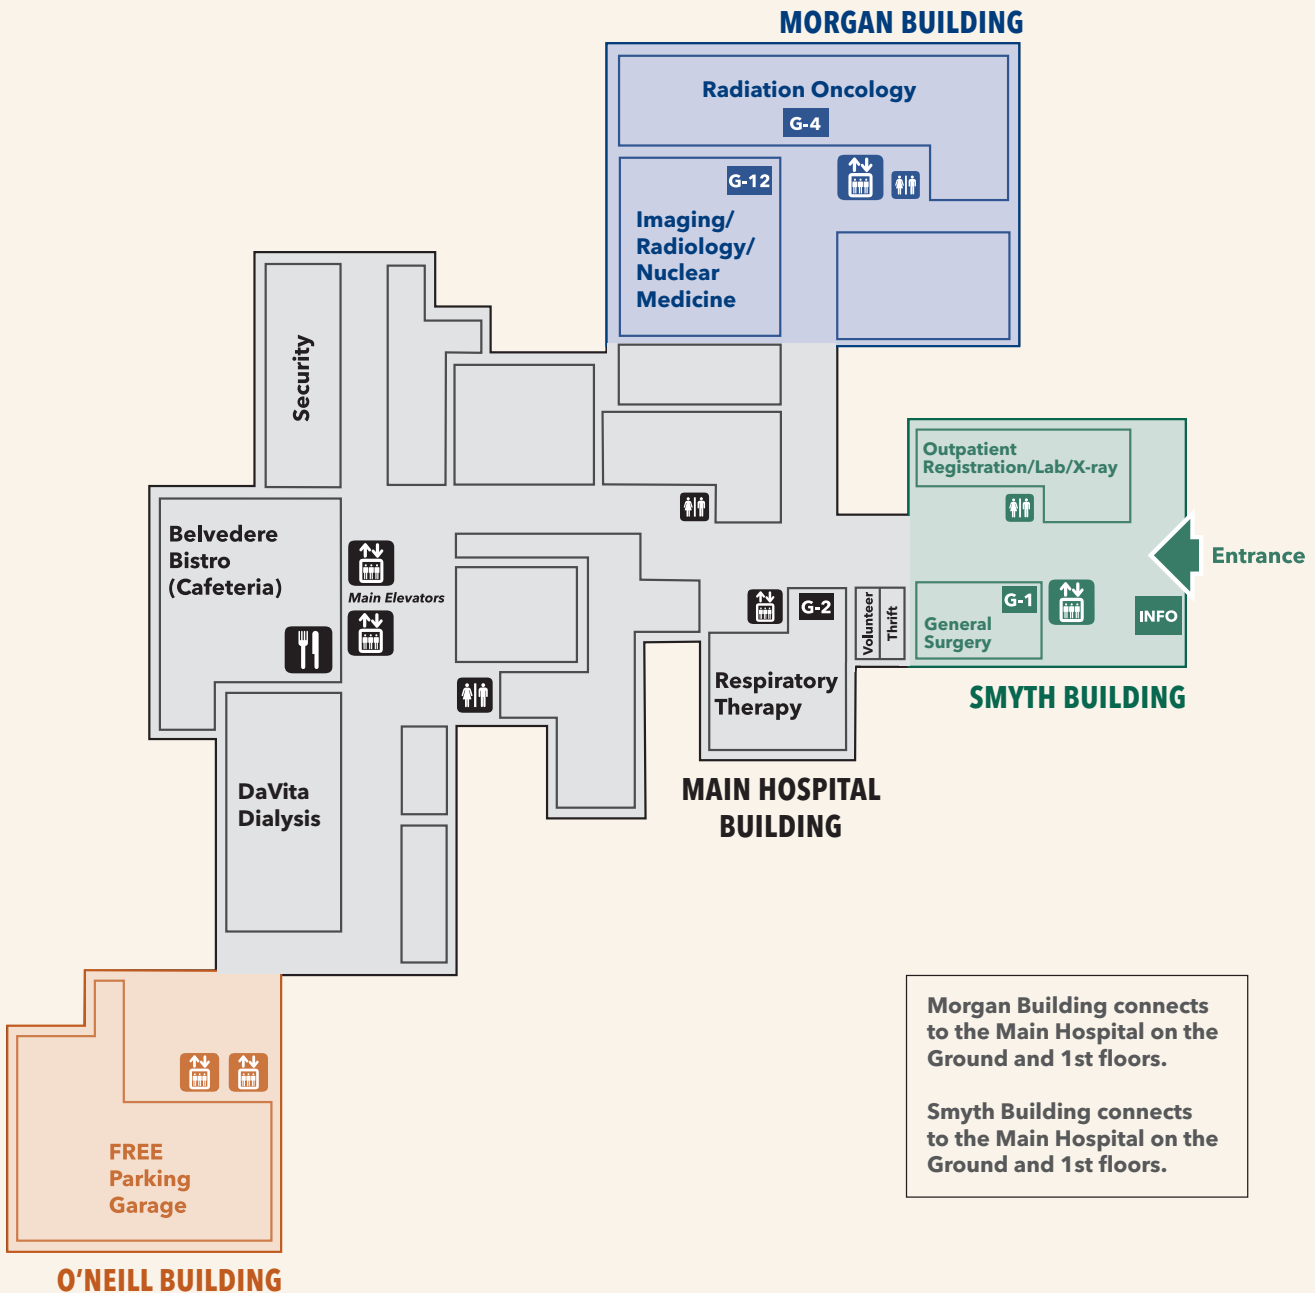 MORGAN BUILDING
Radiation Oncology
G-4
G-12
Imaging/
Radiology/
Nuclear
Medicine
Security
Outpatient
Registration/Lab/X-ray
Entrance
Belvedere
Bistro
(Cafeteria)
Main Elevators
G-2
Volunteer
Thrift
G-1
General
Surgery
INFO
Respiratory
Therapy
SMYTH BUILDING
DaVita
Dialysis
MAIN HOSPITAL
BUILDING
Morgan Building connects
to the Main Hospital on the
Ground and 1st floors.
Smyth Building connects
to the Main Hospital on the
Ground and 1st floors.
FREE
Parking
Garage
O'NEILL BUILDING